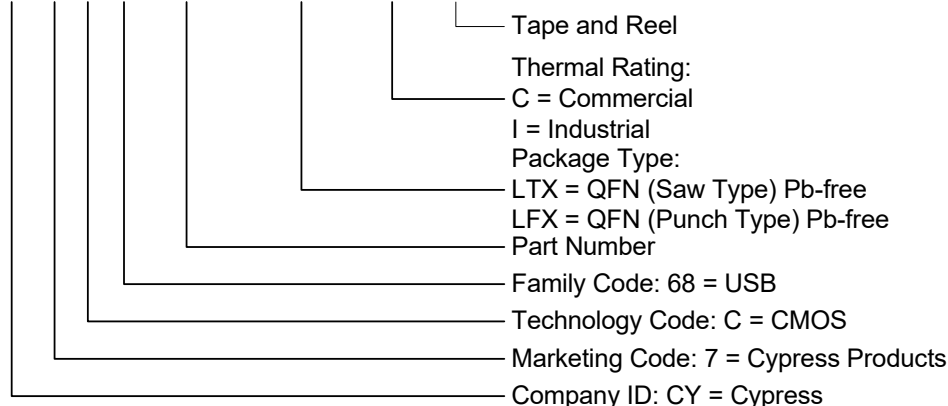 Tape and Reel
Thermal Rating:
C = Commercial
I = Industrial
Package Type:
LTX = QFN (Saw Type) Pb-free
LFX = QFN (Punch Type) Pb-free
Part Number
Family Code: 68 = USB
Technology Code: C = CMOS
Marketing Code: 7 = Cypress Products
Company ID: CY = Cypress